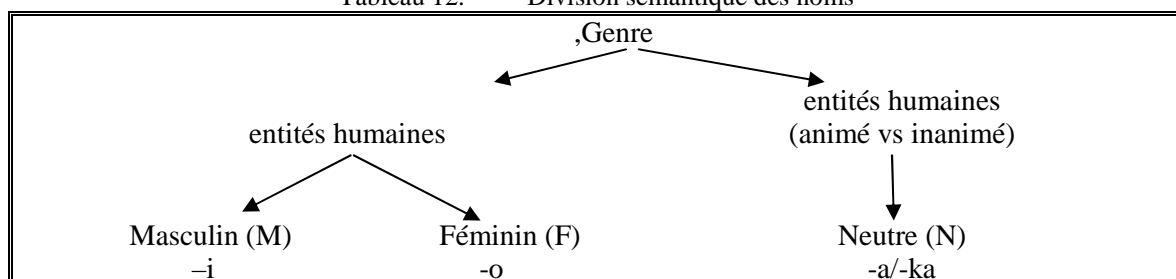 Tableau 12. Division sémantique des noms
,Genre
entités humaines
(animé vs inanimé)
entités humaines
Masculin (M) Féminin (F) Neutre (N)
–i -o -a/-ka